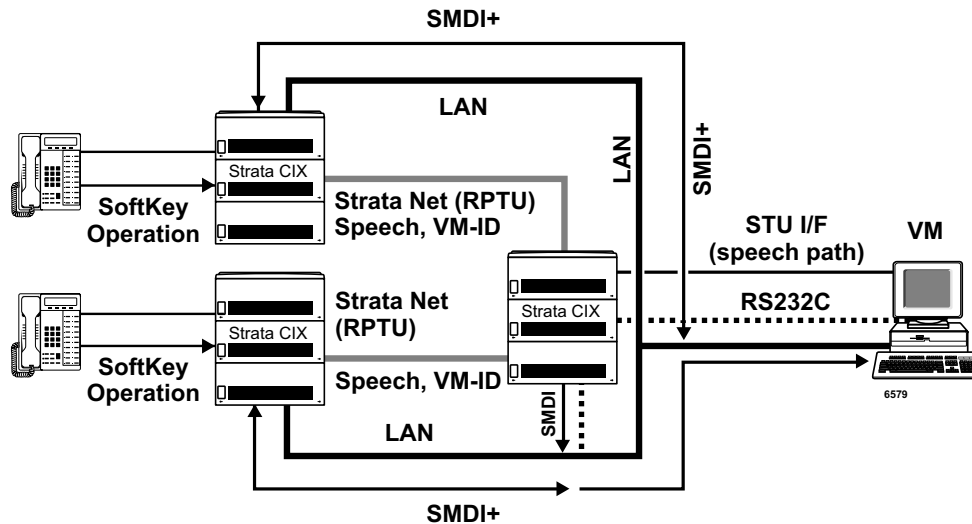 SMDI+
LAN
LAN
SMDI+
Strata CIX
SoftKey
Operation
Strata Net (RPTU)
Speech, VM-ID
STU I/F
(speech path)
VM
RS232C
Strata CIX
Strata Net
(RPTU)
Strata CIX
SoftKey
Operation
Speech, VM-ID
SMDI
6579
LAN
SMDI+